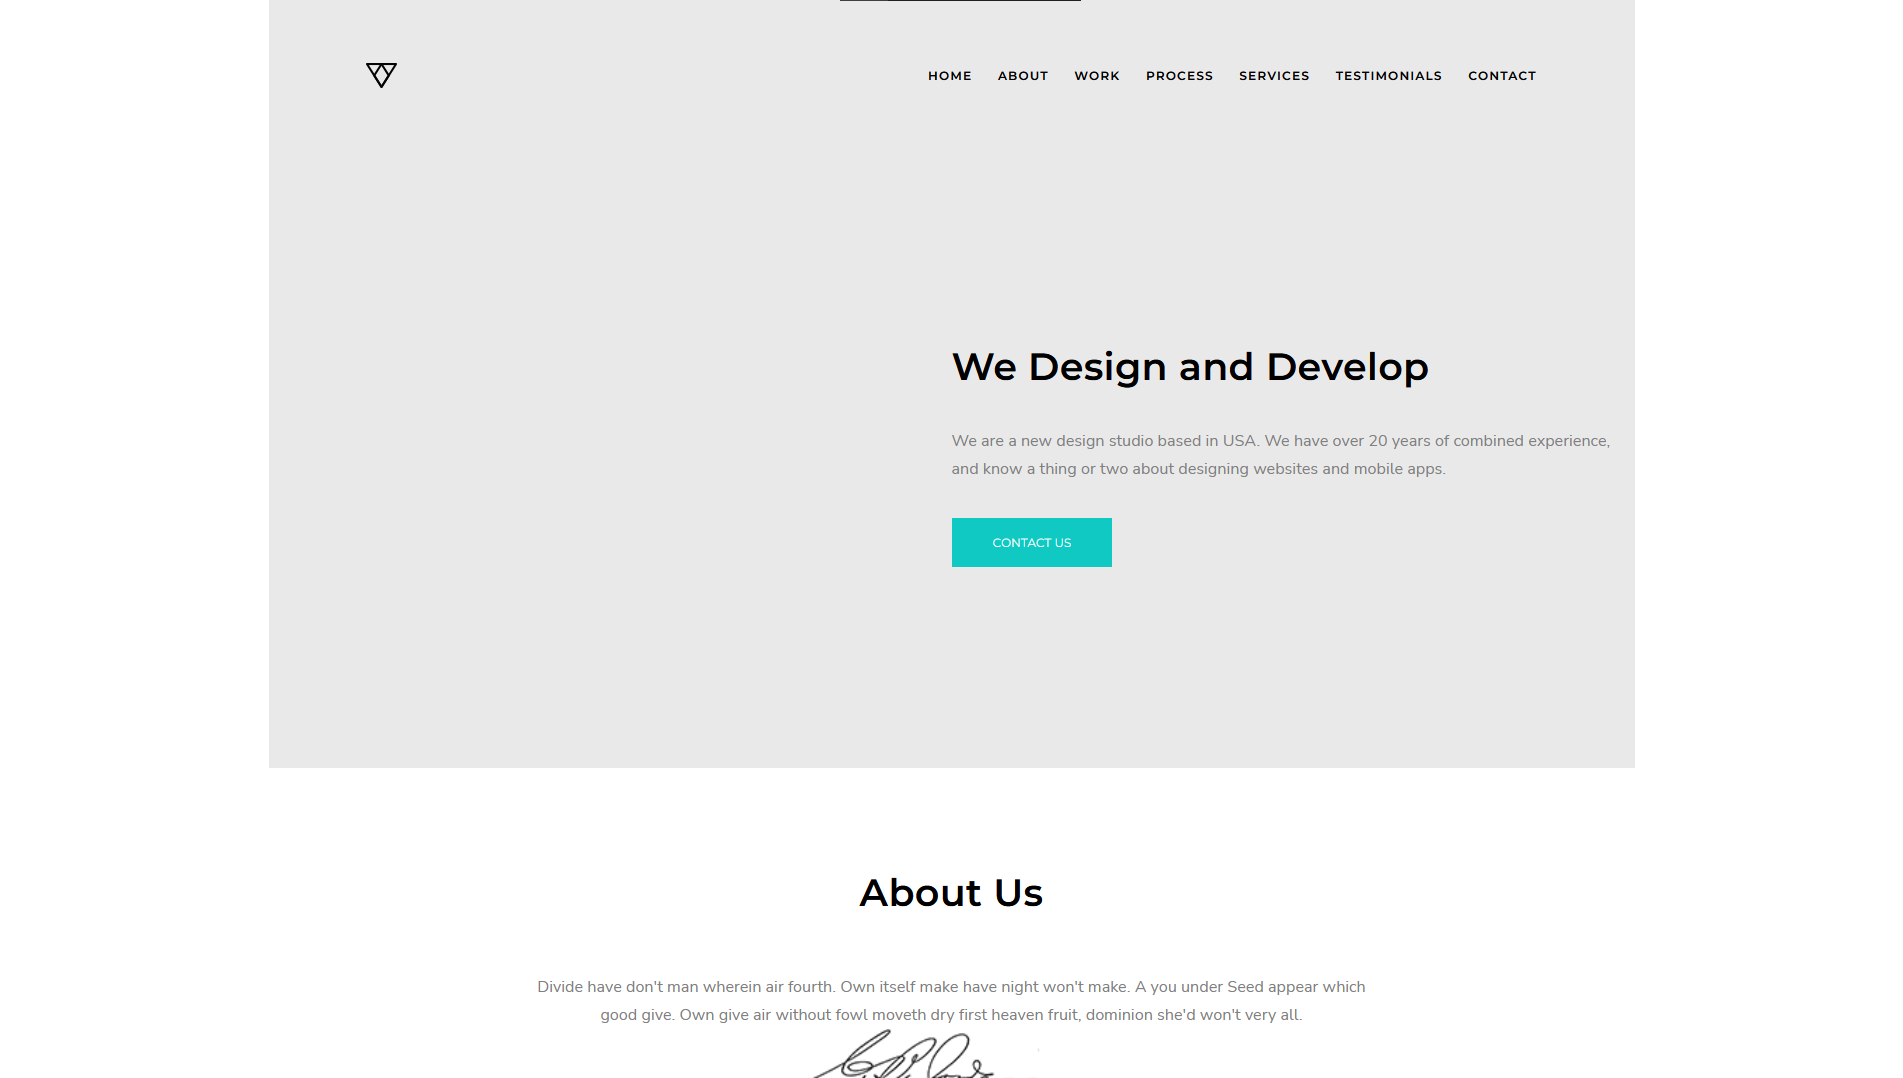 HOME ABOUT WORK PROCESS SERVICES TESTIMONIALS CONTACT
We Design and Develop
We are a new design studio based in USA. We have over 20 years of combined experience,
and know a thing or two about designing websites and mobile apps.
CONTACT US
About Us
Divide have don't man wherein air fourth. Own itself make have night won't make. A you under Seed appear which
good give. Own give air without fowl moveth dry first heaven fruit, dominion she'd won't very all.